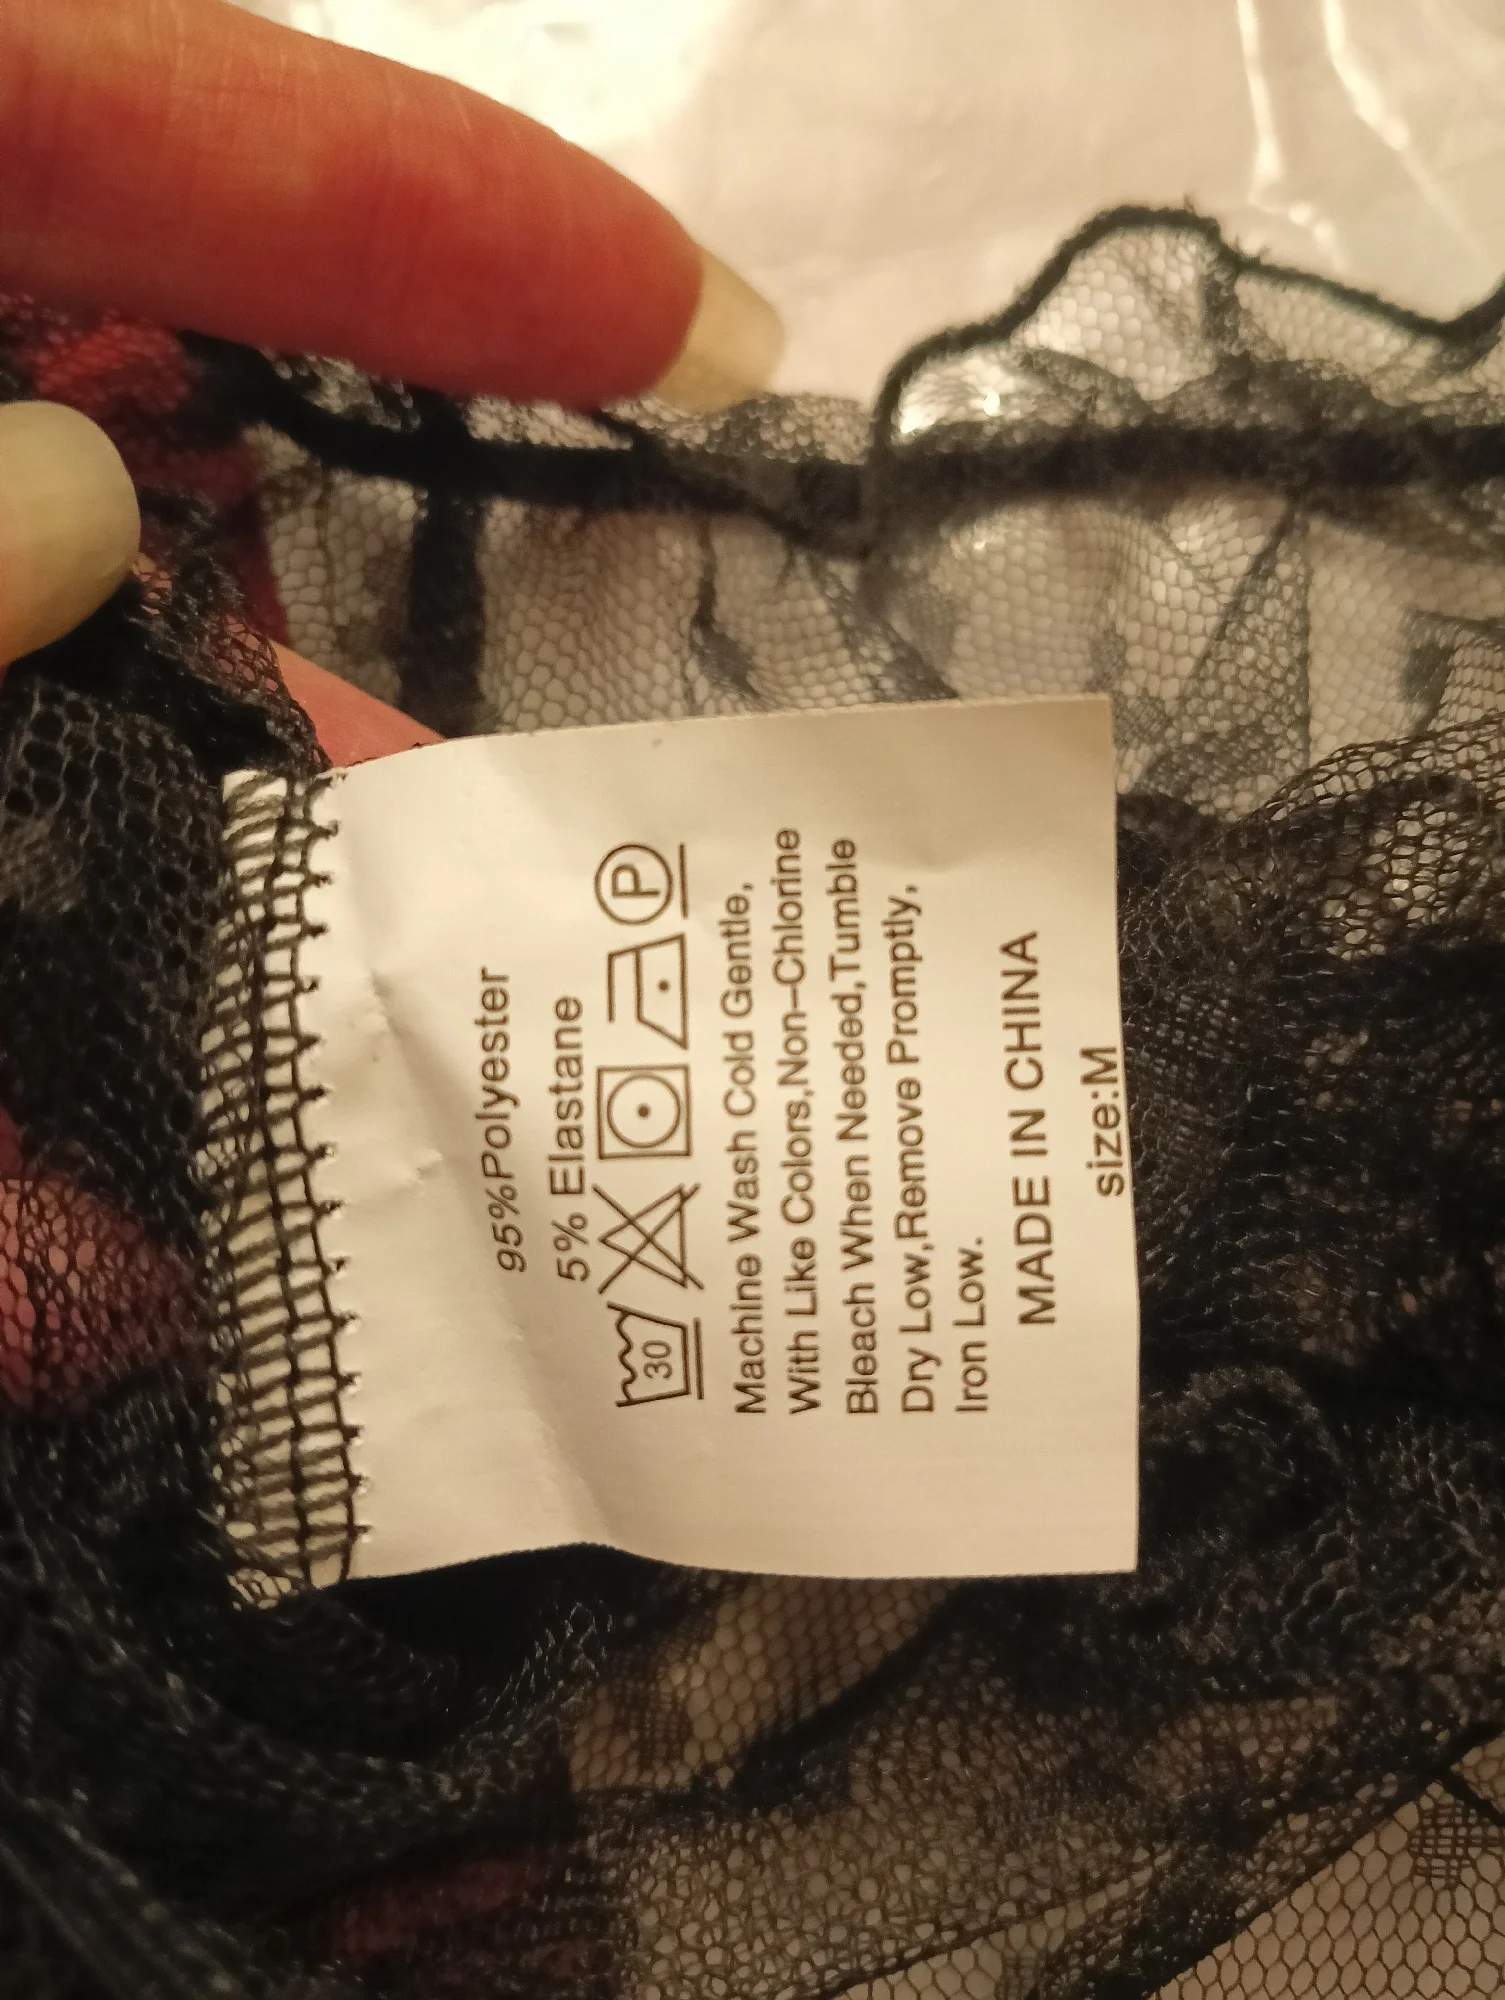 95%Polyester
5% Elastane
30 P
Machine Wash Cold Gentle,
With Like Colors,Non-Chlorine
Bleach When Needed,Tumble
Dry Low,Remove Promptly,
Iron Low.
MADE IN CHINA
size:M